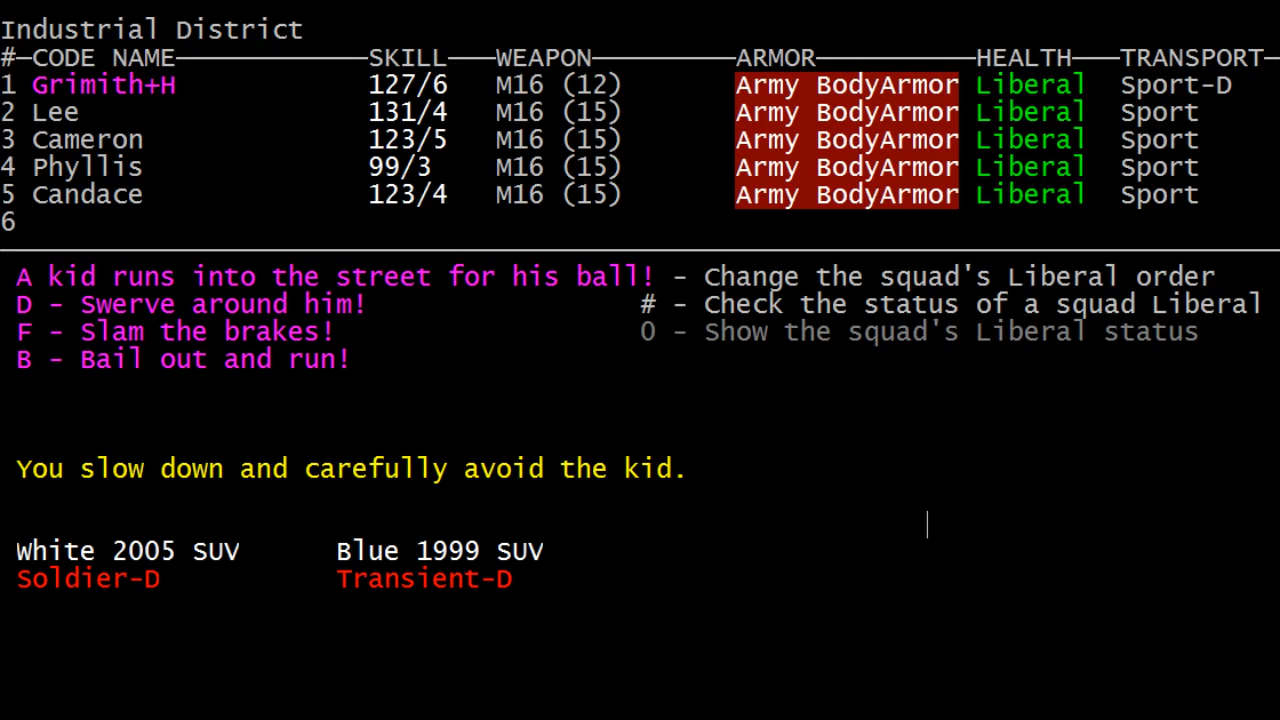 Industrial District
#—CODE NAME————————————SKILL———WEAPON—————————ARMOR——————————HEALTH———TRANSPORT—
1 Grimith+H 127/6 M16 (12) Army BodyArmor Liberal Sport-D
2 Lee 131/4 M16 (15) Army BodyArmor Liberal Sport
3 Cameron 123/5 M16 (15) Army BodyArmor Liberal Sport
4 Phyllis 99/3 M16 (15) Army BodyArmor Liberal Sport
5 Candace 123/4 M16 (15) Army BodyArmor Liberal Sport
6
A kid runs into the street for his ball! - Change the squad's Liberal order
D - Swerve around him! # - Check the status of a squad Liberal
F - Slam the brakes! 0 - Show the squad's Liberal status
B - Bail out and run!
You slow down and carefully avoid the kid.
White 2005 SUV Blue 1999 SUV
Soldier-D Transient-D